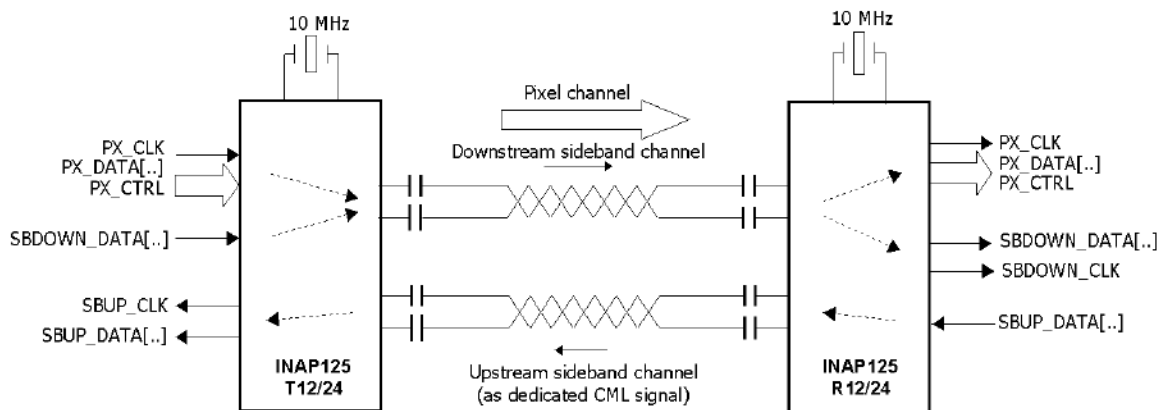 10 MHz
10 MHz
Pixel channel
PX_CLK
PX_DATA[..]
PX_CTRL
Downstream sideband channel
PX_CLK
PX_DATA[..]
PX_CTRL
SBDOWN_DATA[..]
SBDOWN_DATA[..]
SBDOWN_CLK
SBUP_CLK
SBUP_DATA[..]
SBUP_DATA[..]
INAP125
T12/24
Upstream sideband channel
(as dedicated CML signal)
INAP125
R12/24